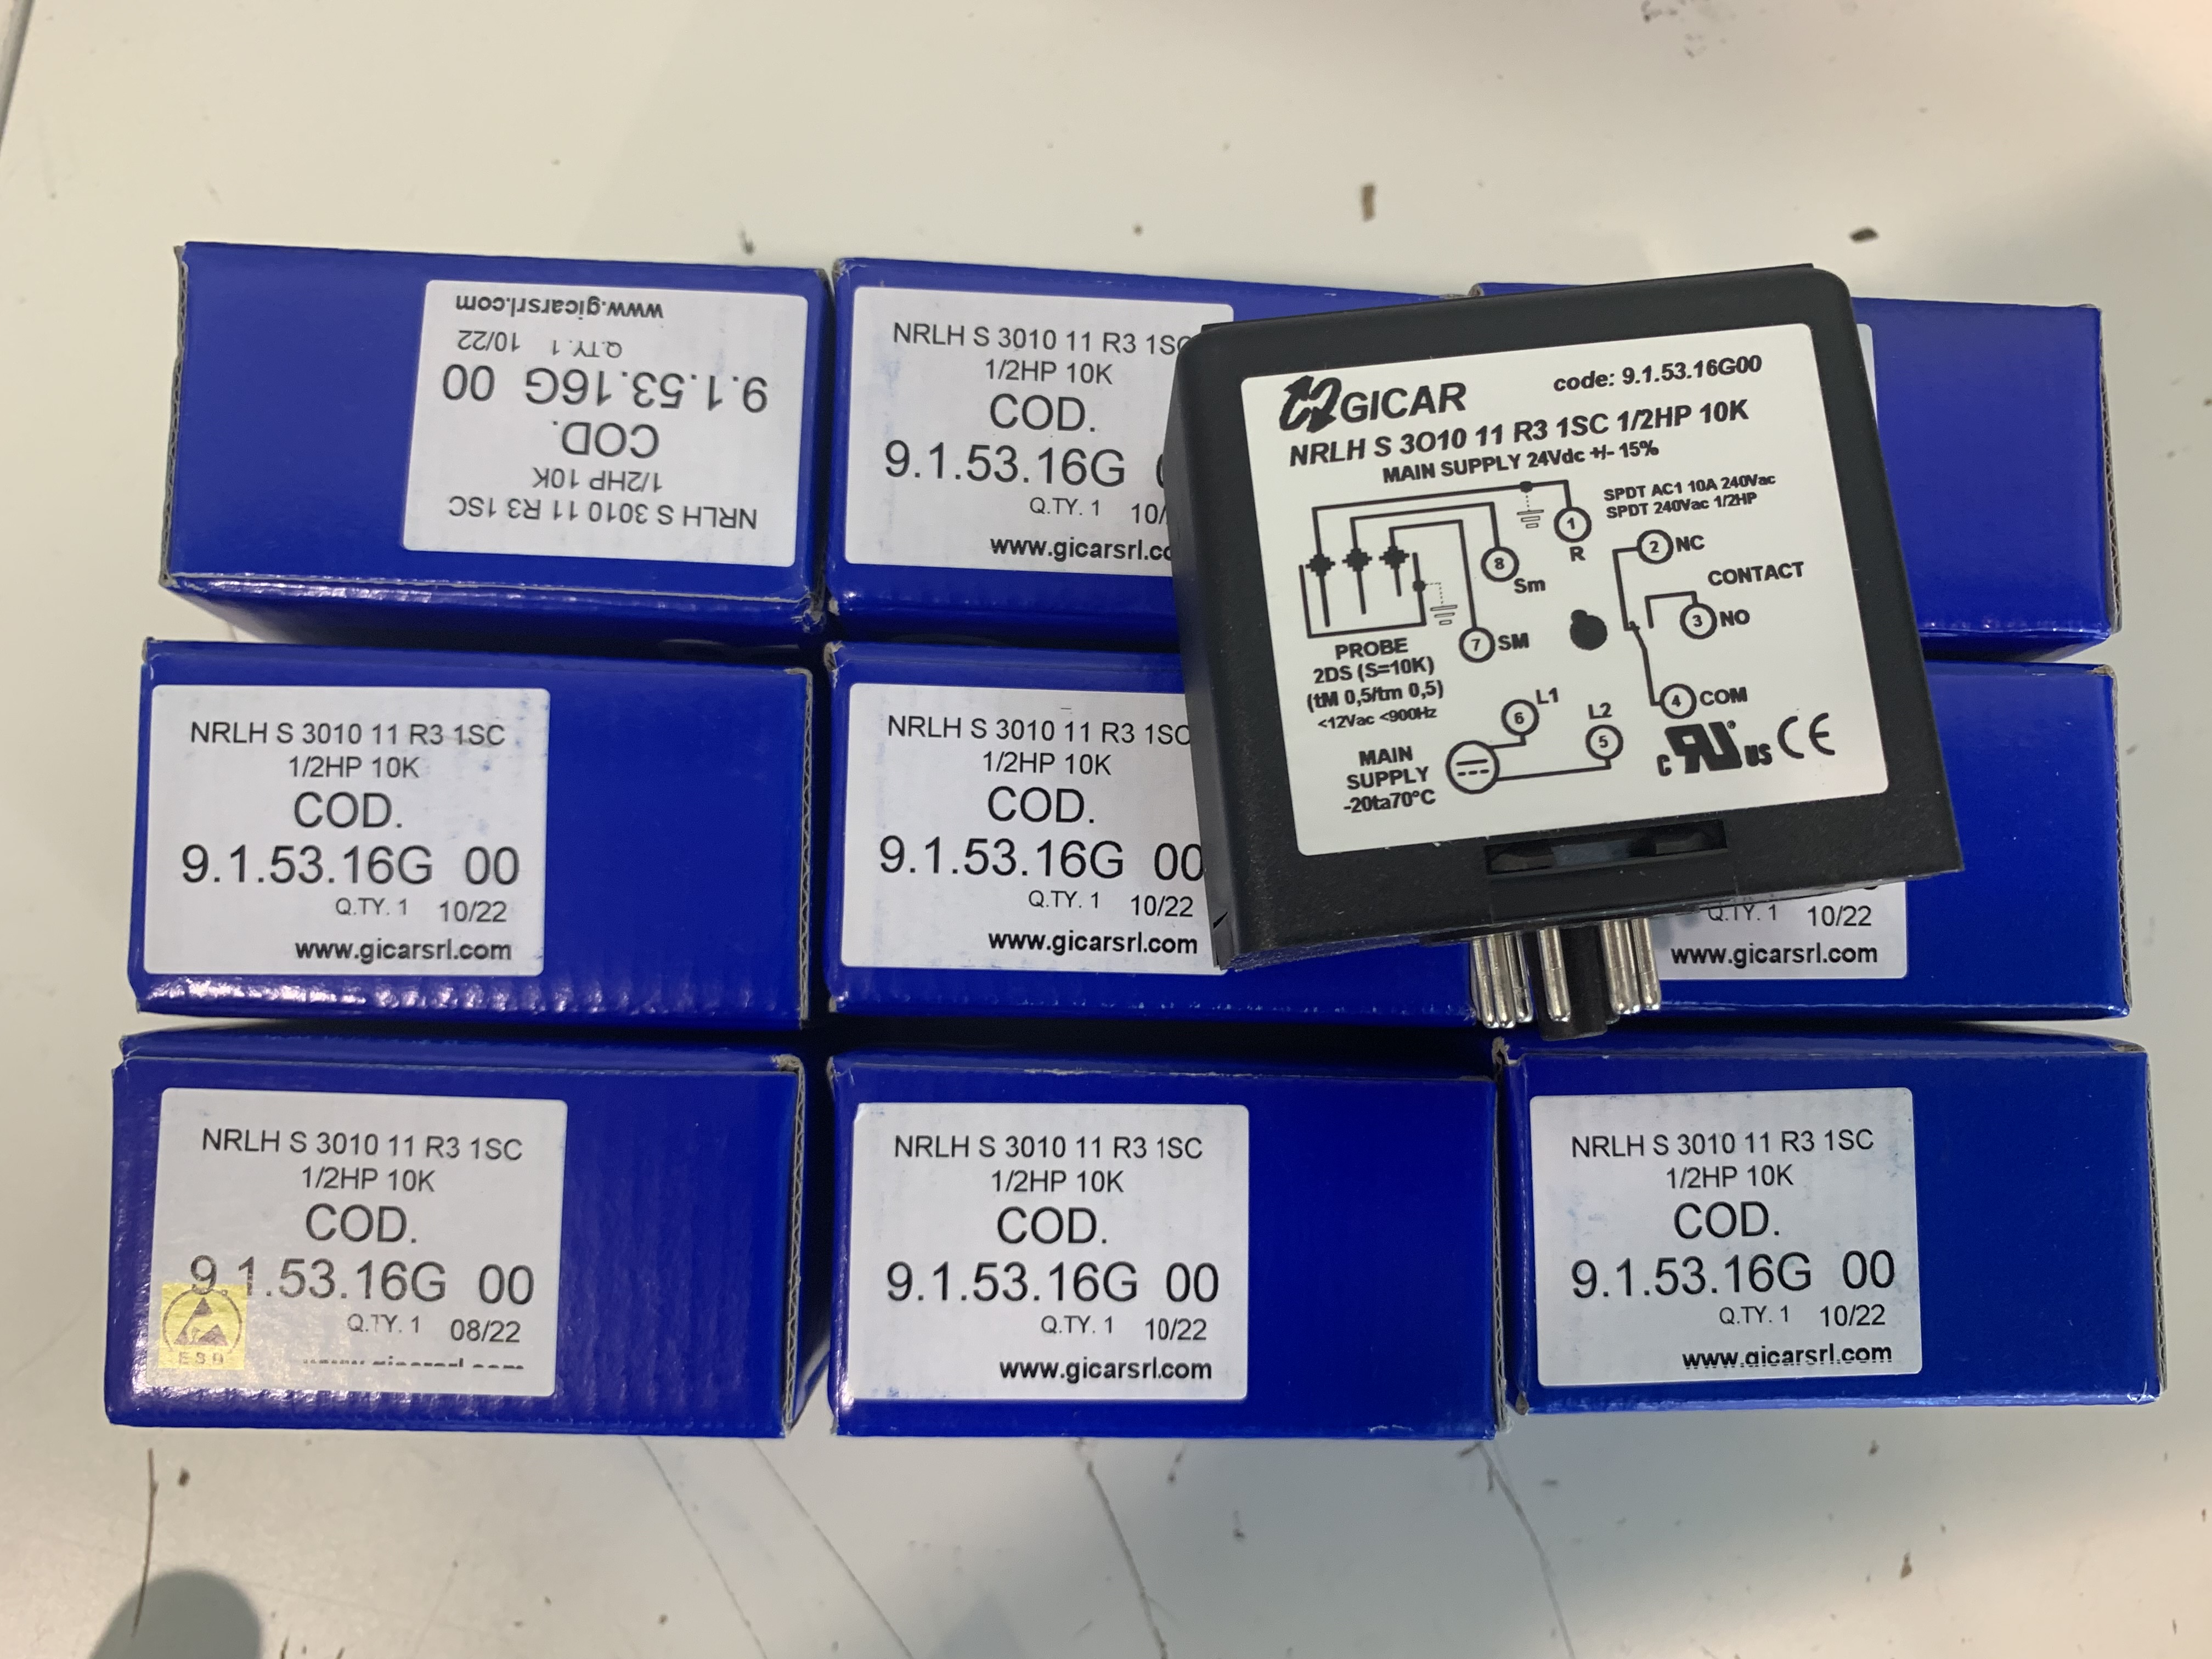 www.gicarsrl.com
Q.TY. 1 10/22
9.1.53.16G 00
COD.
1/2HP 10K
NRLH S 3010 11 R3 1SC
NRLH S 3010 11 R3 1SC
1/2HP 10K
COD.
9.1.53.16G
Q.TY. 1 10/
www.gicarsrl.co
GICAR
code: 9.1.53.16G00
NRLH S 3O10 11 R3 1SC 1/2HP 10K
MAIN SUPPLY 24Vdc +/- 15%
SPDT AC1 10A 240Vac
SPDT 240Vac 1/2HP
1
R
2 NC
8
Sm
CONTACT
3 NO
7 SM
PROBE
2DS (S=10K)
(tM 0,5/tm 0,5)
<12Vac <900Hz
4 COM
6 L1
L2
5
MAIN
SUPPLY
-20ta70°C
c RU® us CE
NRLH S 3010 11 R3 1SC
1/2HP 10K
COD.
9.1.53.16G 00
Q.TY. 1 10/22
www.gicarsrl.com
NRLH S 3010 11 R3 1SC
1/2HP 10K
COD.
9.1.53.16G 00
Q.TY. 1 10/22
www.gicarsrl.com
Q.TY. 1 10/22
www.gicarsrl.com
NRLH S 3010 11 R3 1SC
1/2HP 10K
COD.
9.1.53.16G 00
Q.TY. 1 08/22
ESD
NRLH S 3010 11 R3 1SC
1/2HP 10K
COD.
9.1.53.16G 00
Q.TY. 1 10/22
www.gicarsrl.com
NRLH S 3010 11 R3 1SC
1/2HP 10K
COD.
9.1.53.16G 00
Q.TY. 1 10/22
www.gicarsrl.com